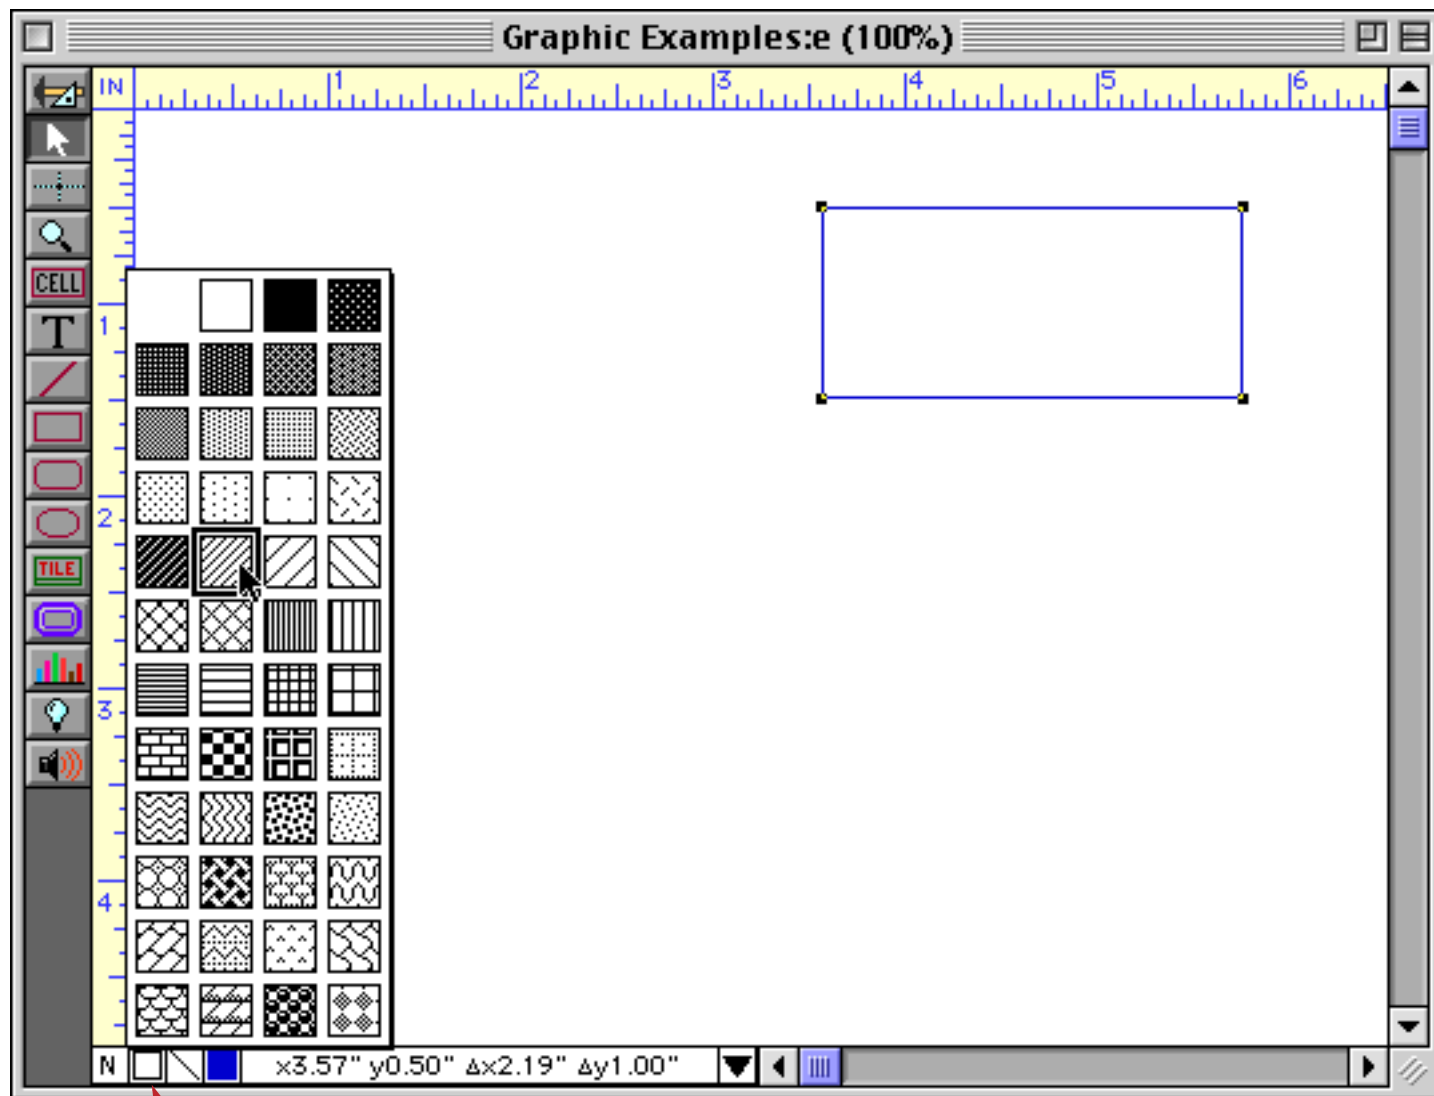 Graphic Examples:e (100%)
IN 1 2 3 4 5 6
CELL
T
1
TILE
2
3
4
N x3.57" y0.50" Δx2.19" Δy1.00"